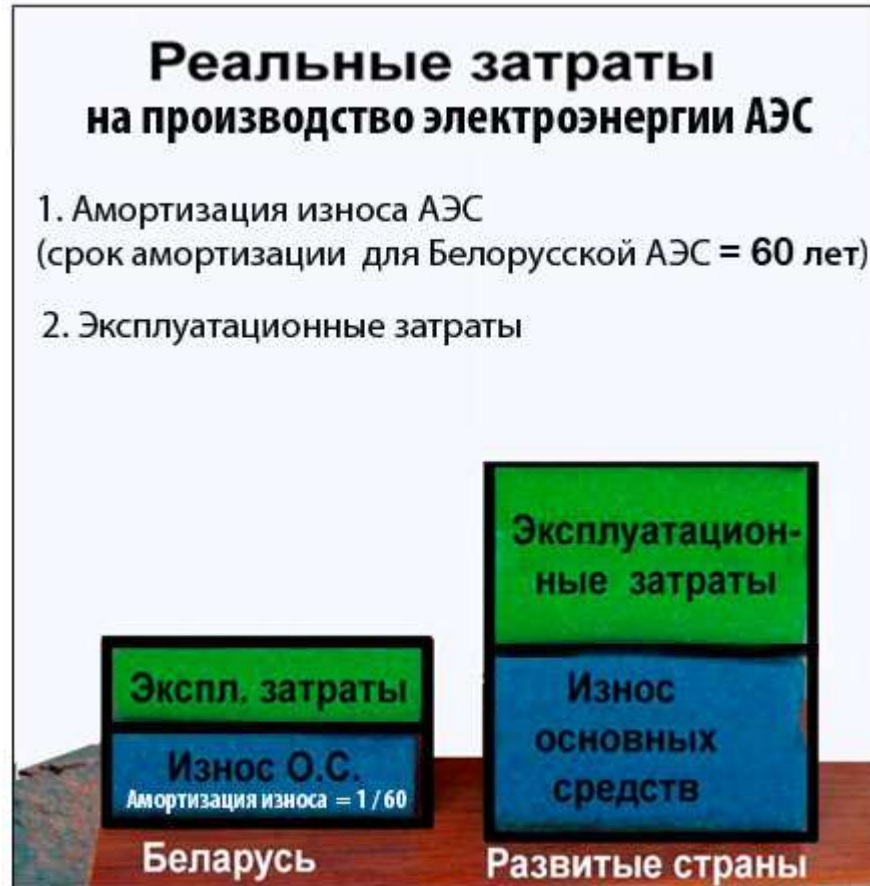 Реальные затраты
на производство электроэнергии АЭС
1. Амортизация износа АЭС
(срок амортизации для Белорусской АЭС = 60 лет)
2. Эксплуатационные затраты
Экспл. затраты
Износ О.С.
Амортизация износа = 1 / 60
Беларусь
Эксплуатацион-
ные затраты
Износ
основных
средств
Развитые страны